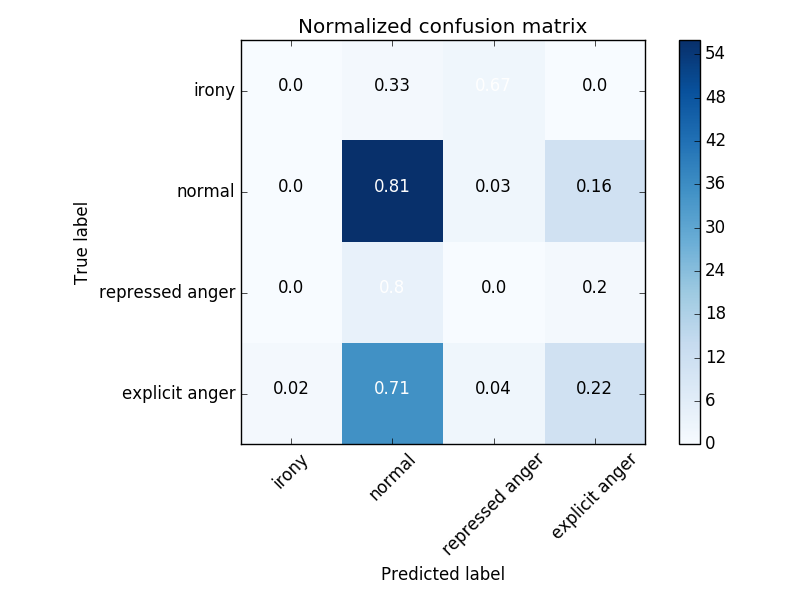 Normalized confusion matrix
True label
irony 0.0 0.33 0.67 0.0
normal 0.0 0.81 0.03 0.16
repressed anger 0.0 0.8 0.0 0.2
explicit anger 0.02 0.71 0.04 0.22
irony normal repressed anger explicit anger
Predicted label
54
48
42
36
30
24
18
12
6
0